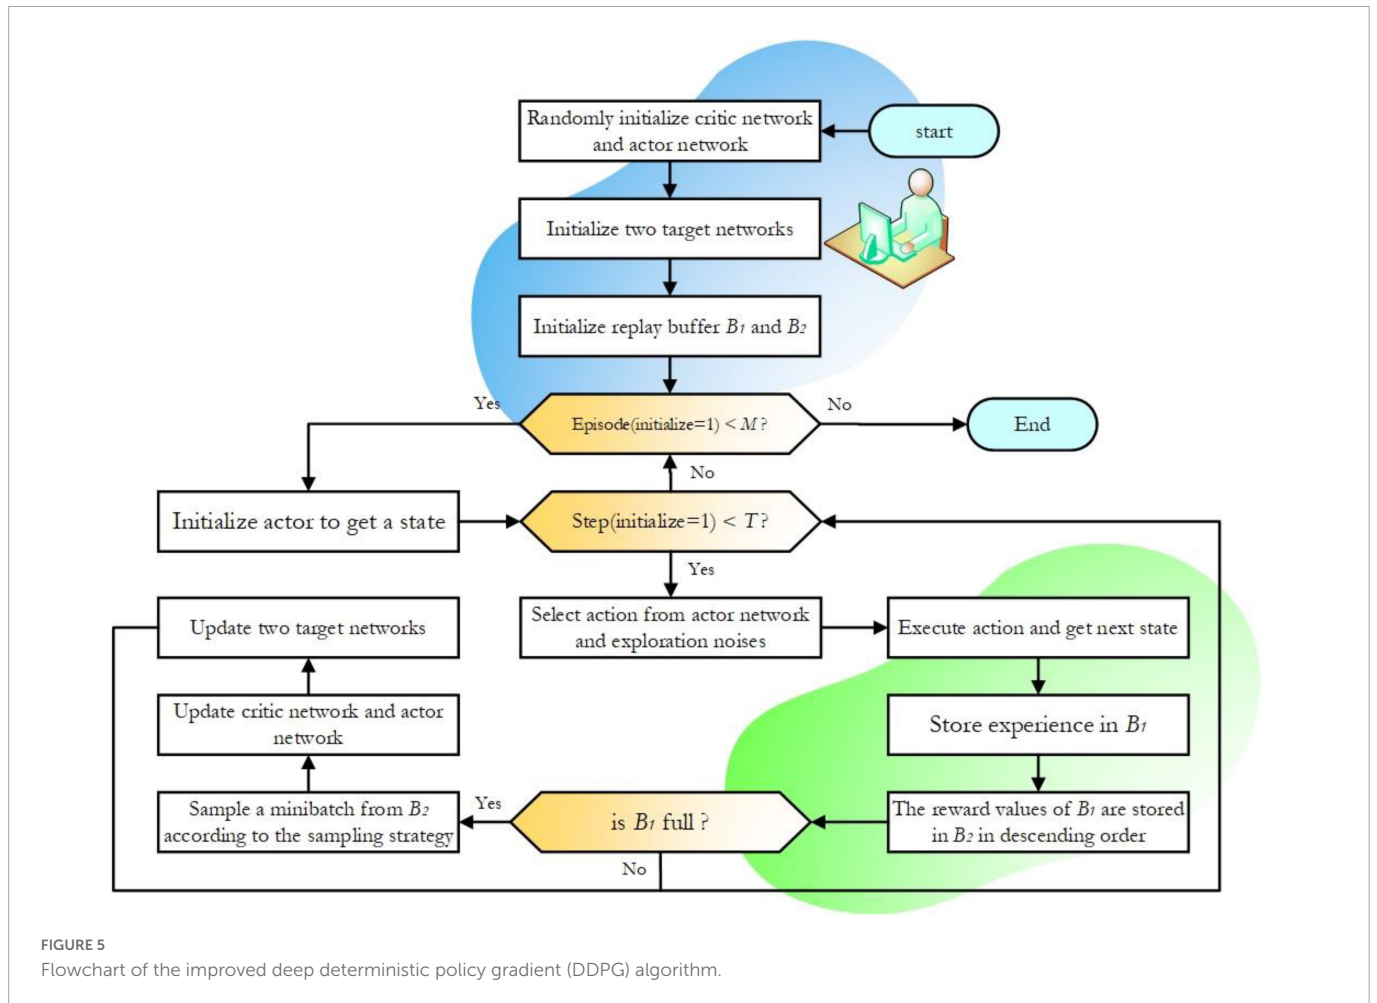 start
Randomly initialize critic network
and actor network
Initialize two target networks
Initialize replay buffer B1 and B2
Yes
Episode(initialize=1) < M ?
No
End
No
Initialize actor to get a state
Step(initialize=1) < T ?
Yes
Select action from actor network
and exploration noises
Execute action and get next state
Store experience in B1
The reward values of B1 are stored
in B2 in descending order
is B1 full ?
Yes
No
Sample a minibatch from B2
according to the sampling strategy
Update critic network and actor
network
Update two target networks
FIGURE 5
Flowchart of the improved deep deterministic policy gradient (DDPG) algorithm.